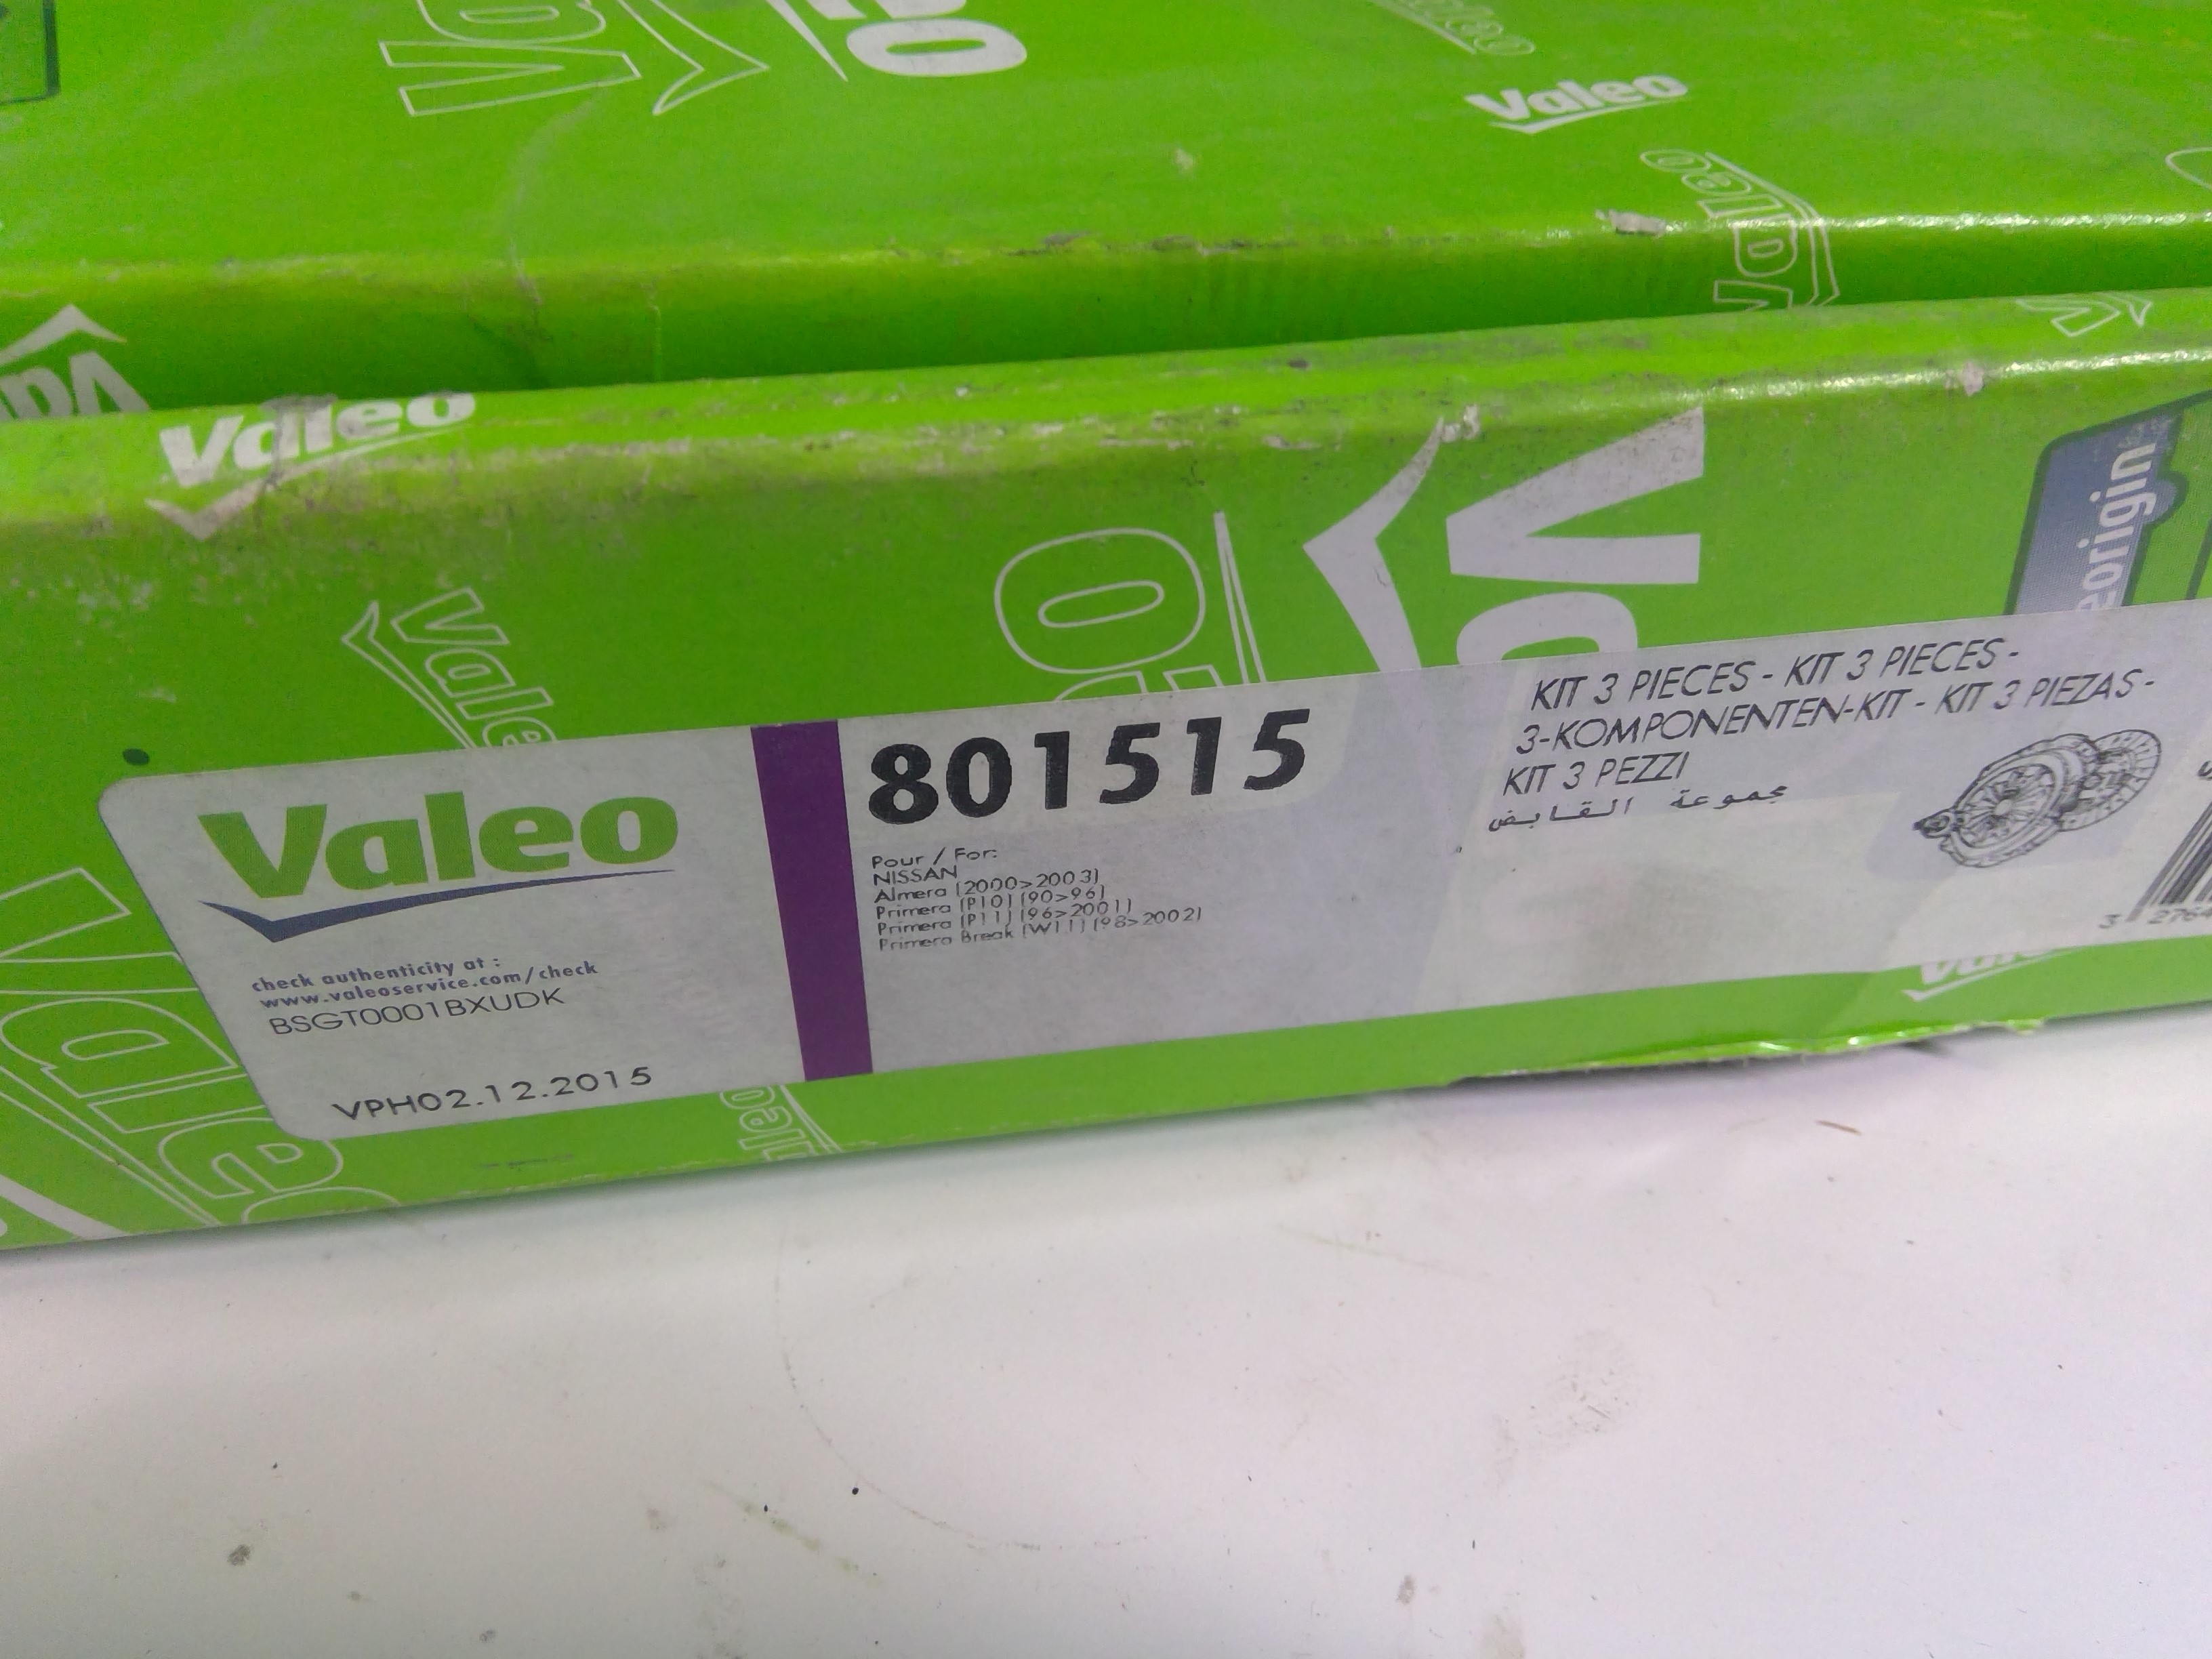 Valeo
Valeo
Valeo
Valeo
origin
Valeo
check authenticity at :
www.valeoservice.com/check
BSGT0001BXUDK
VPH02.12.2015
801515
Pour / For:
NISSAN
Almera (2000>2003)
Primera (P10) (90>96)
Primera (P11) (96>2001)
Primera Break (W11) (98>2002)
KIT 3 PIECES - KIT 3 PIECES -
3-KOMPONENTEN-KIT - KIT 3 PIEZAS -
KIT 3 PEZZI
مجموعة القابض